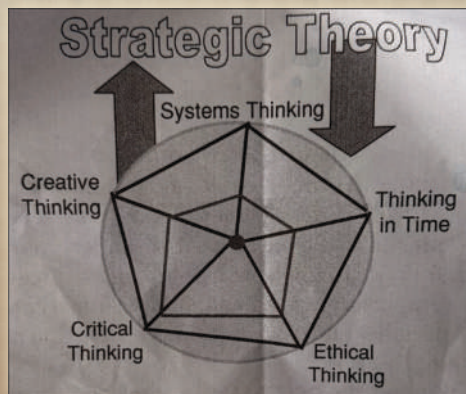 Strategic Theory
Systems Thinking
Creative
Thinking
Thinking
in Time
Critical
Thinking
Ethical
Thinking